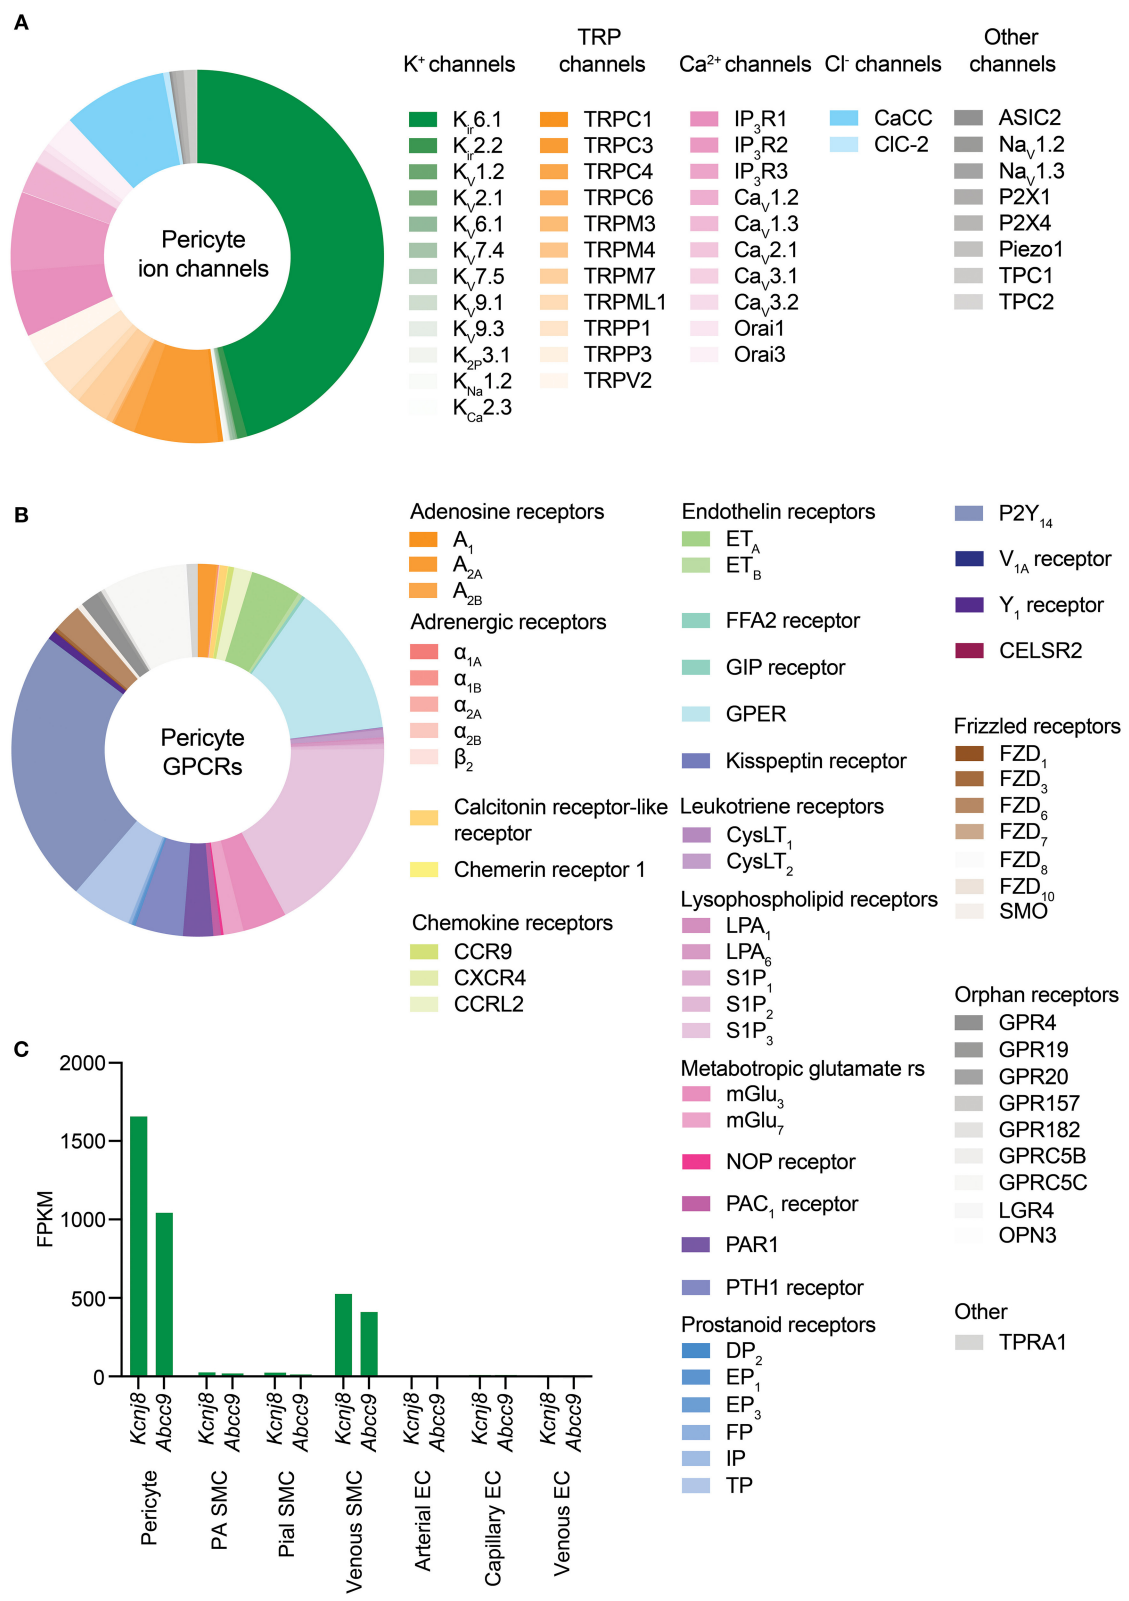 A
Pericyte
ion channels
K+ channels
Kir6.1
Kir2.2
KV1.2
KV2.1
KV6.1
KV7.4
KV7.5
KV9.1
KV9.3
K2P3.1
KNa1.2
KCa2.3
TRP
channels
TRPC1
TRPC3
TRPC4
TRPC6
TRPM3
TRPM4
TRPM7
TRPML1
TRPP1
TRPP3
TRPV2
Ca2+ channels
IP3R1
IP3R2
IP3R3
CaV1.2
CaV1.3
CaV2.1
CaV3.1
CaV3.2
Orai1
Orai3
Cl- channels
CaCC
ClC-2
Other
channels
ASIC2
NaV1.2
NaV1.3
P2X1
P2X4
Piezo1
TPC1
TPC2
B
Pericyte
GPCRs
Adenosine receptors
A1
A2A
A2B
Adrenergic receptors
α1A
α1B
α2A
α2B
β2
Calcitonin receptor-like
receptor
Chemerin receptor 1
Chemokine receptors
CCR9
CXCR4
CCRL2
Endothelin receptors
ETA
ETB
FFA2 receptor
GIP receptor
GPER
Kisspeptin receptor
Leukotriene receptors
CysLT1
CysLT2
Lysophospholipid receptors
LPA1
LPA6
S1P1
S1P2
S1P3
Metabotropic glutamate rs
mGlu3
mGlu7
NOP receptor
PAC1 receptor
PAR1
PTH1 receptor
Prostanoid receptors
DP2
EP1
EP3
FP
IP
TP
P2Y14
V1A receptor
Y1 receptor
CELSR2
Frizzled receptors
FZD1
FZD3
FZD6
FZD7
FZD8
FZD10
SMO
Orphan receptors
GPR4
GPR19
GPR20
GPR157
GPR182
GPRC5B
GPRC5C
LGR4
OPN3
Other
TPRA1
C
FPKM
2000
1500
1000
500
0
Kcnj8
Abcc9
Kcnj8
Abcc9
Kcnj8
Abcc9
Kcnj8
Abcc9
Kcnj8
Abcc9
Kcnj8
Abcc9
Kcnj8
Abcc9
Pericyte
PA SMC
Pial SMC
Venous SMC
Arterial EC
Capillary EC
Venous EC